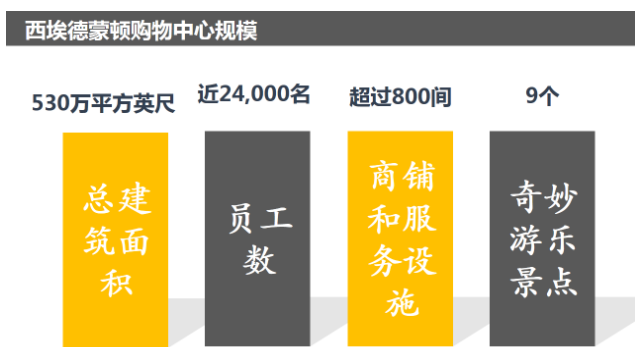 西埃德蒙顿购物中心规模
530万平方英尺
近24,000名
超过800间
9个
总建
筑面
积
员工
数
商铺
和服
务设
施
奇妙
游乐
景点